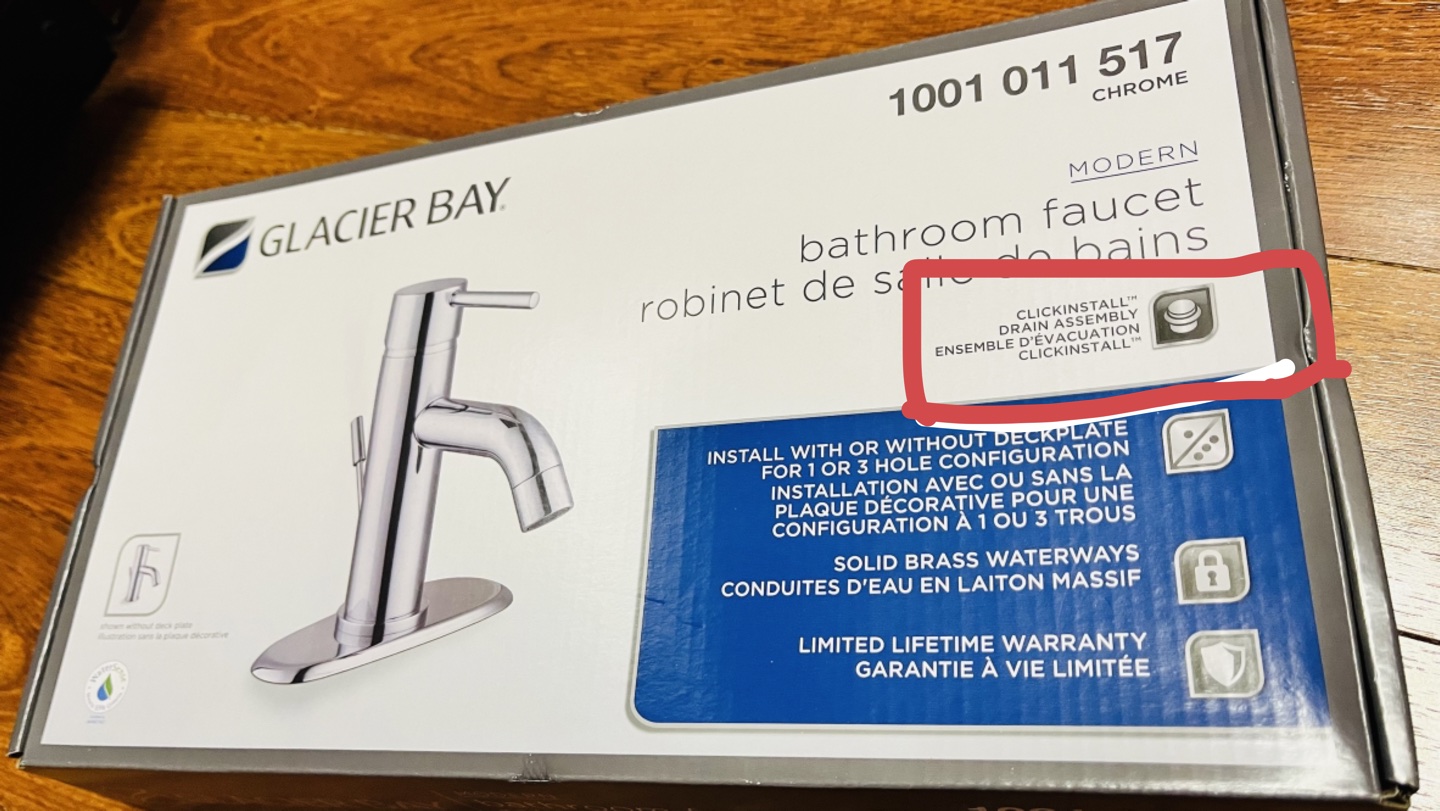 1001 011 517
CHROME
GLACIER BAY®
MODERN
bathroom faucet
robinet de salle de bains
CLICKINSTALL™
DRAIN ASSEMBLY
ENSEMBLE D'ÉVACUATION
CLICKINSTALL™
INSTALL WITH OR WITHOUT DECKPLATE
FOR 1 OR 3 HOLE CONFIGURATION
INSTALLATION AVEC OU SANS LA
PLAQUE DÉCORATIVE POUR UNE
CONFIGURATION À 1 OU 3 TROUS
SOLID BRASS WATERWAYS
CONDUITES D'EAU EN LAITON MASSIF
LIMITED LIFETIME WARRANTY
GARANTIE À VIE LIMITÉE
shown without deck plate
illustration sans la plaque décorative
WaterSense